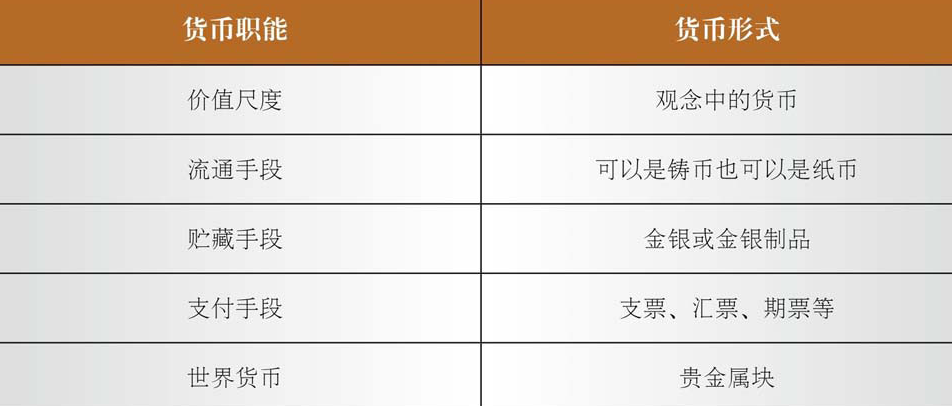 货币职能 货币形式
价值尺度 观念中的货币
流通手段 可以是铸币也可以是纸币
贮藏手段 金银或金银制品
支付手段 支票、汇票、期票等
世界货币 贵金属块